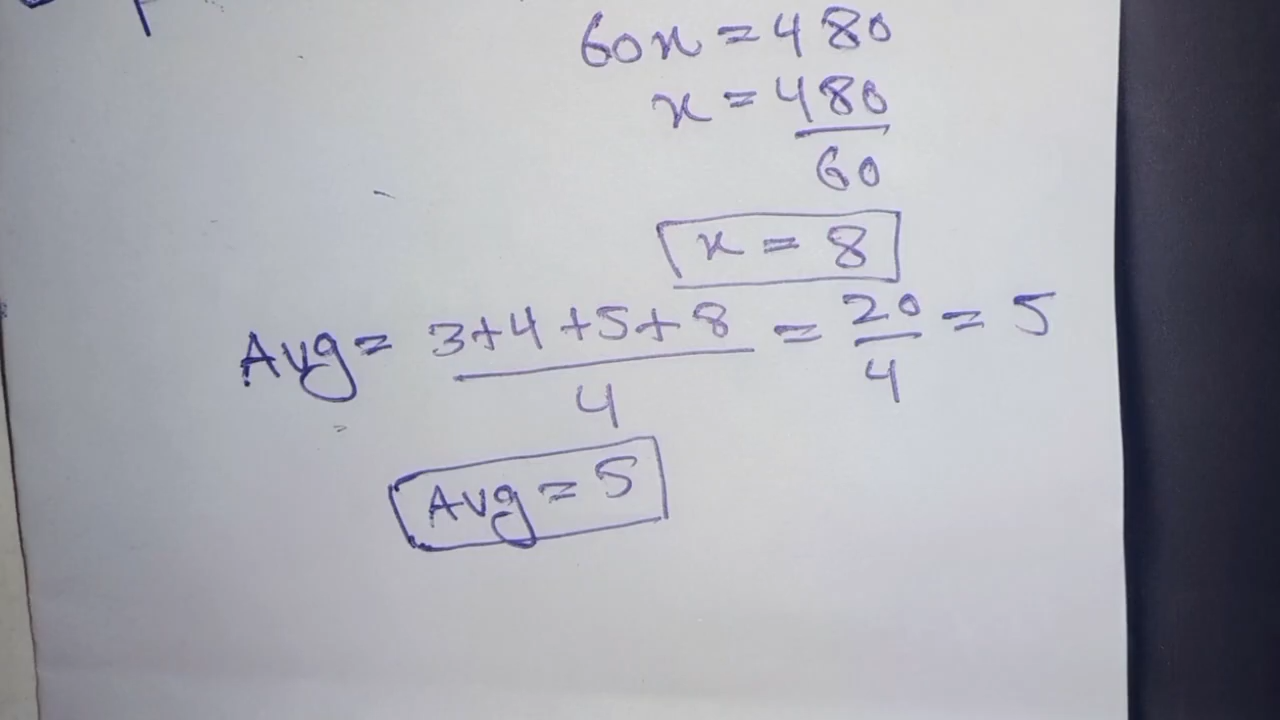 60x = 480
x = 480
60
x = 8
Avg = 3+4+5+8 = 20 = 5
4 4
Avg = 5